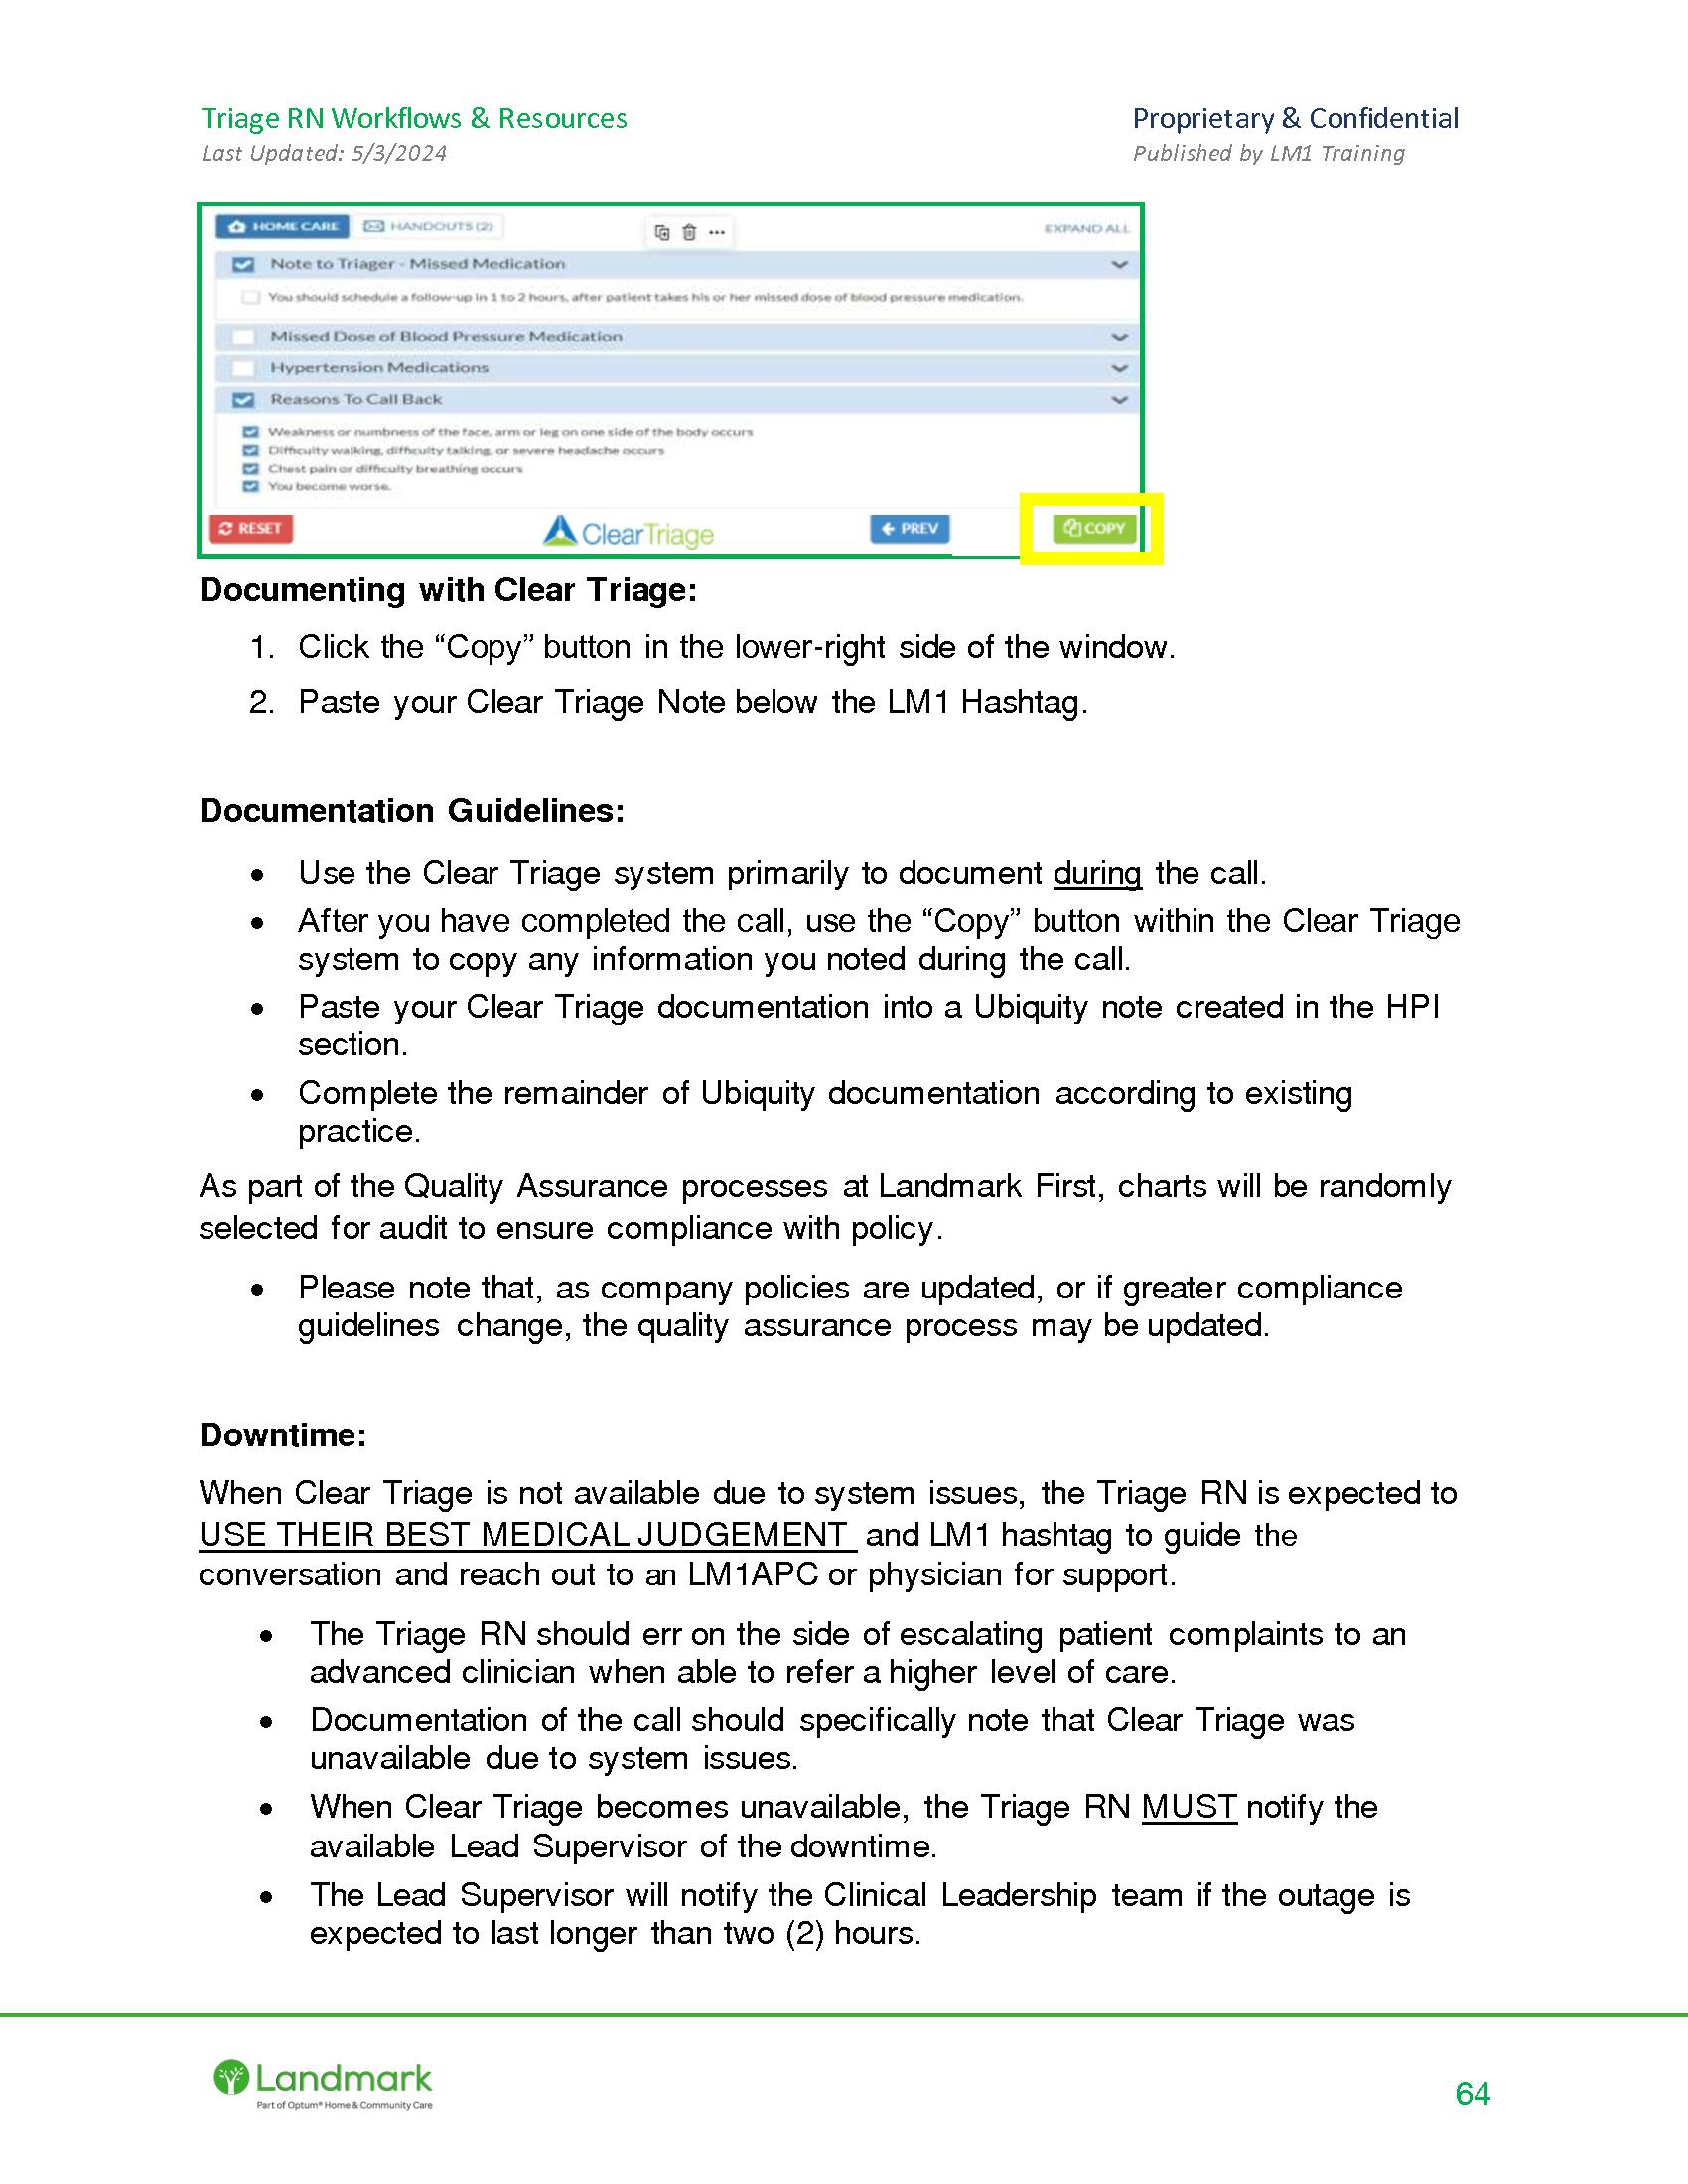 Triage RN Workflows & Resources
Proprietary & Confidential
Last Updated: 5/3/2024
Published by LM1 Training
HOME CARE
HANDOUTS (2)
EXPAND ALL
Note to Triager - Missed Medication
You should schedule a follow-up in 1 to 2 hours, after patient takes his or her missed dose of blood pressure medication.
Missed Dose of Blood Pressure Medication
Hypertension Medications
Reasons To Call Back
Weakness or numbness of the face, arm or leg on one side of the body occurs
Difficulty walking, difficulty talking, or severe headache occurs
Chest pain or difficulty breathing occurs
You become worse.
RESET
ClearTriage
PREV
COPY
Documenting with Clear Triage:
1. Click the “Copy” button in the lower-right side of the window.
2. Paste your Clear Triage Note below the LM1 Hashtag.
Documentation Guidelines:
• Use the Clear Triage system primarily to document during the call.
• After you have completed the call, use the “Copy” button within the Clear Triage
system to copy any information you noted during the call.
• Paste your Clear Triage documentation into a Ubiquity note created in the HPI
section.
• Complete the remainder of Ubiquity documentation according to existing
practice.
As part of the Quality Assurance processes at Landmark First, charts will be randomly
selected for audit to ensure compliance with policy.
• Please note that, as company policies are updated, or if greater compliance
guidelines change, the quality assurance process may be updated.
Downtime:
When Clear Triage is not available due to system issues, the Triage RN is expected to
USE THEIR BEST MEDICAL JUDGEMENT and LM1 hashtag to guide the
conversation and reach out to an LM1APC or physician for support.
• The Triage RN should err on the side of escalating patient complaints to an
advanced clinician when able to refer a higher level of care.
• Documentation of the call should specifically note that Clear Triage was
unavailable due to system issues.
• When Clear Triage becomes unavailable, the Triage RN MUST notify the
available Lead Supervisor of the downtime.
• The Lead Supervisor will notify the Clinical Leadership team if the outage is
expected to last longer than two (2) hours.
Landmark
Part of Optum® Home & Community Care
64